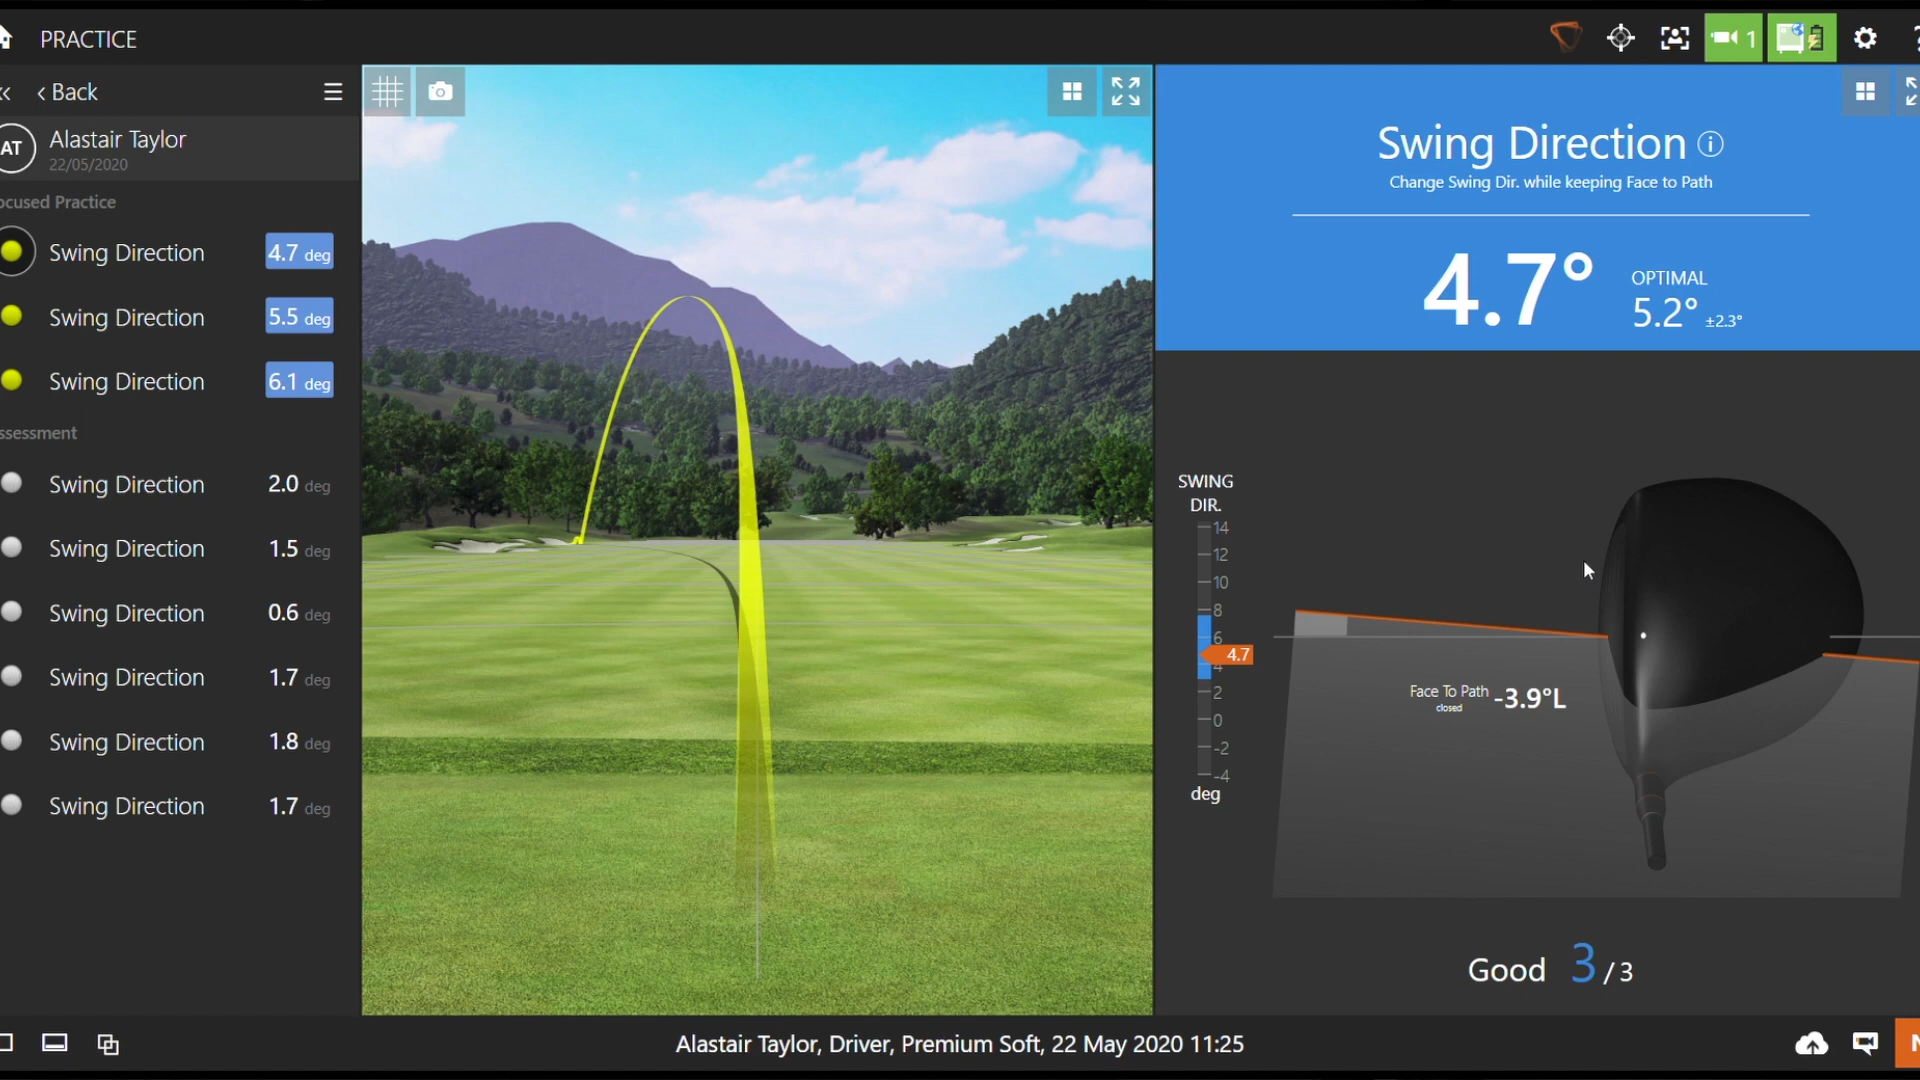 PRACTICE
1
?
Back
AT
Alastair Taylor
22/05/2020
ocused Practice
Swing Direction 4.7 deg
Swing Direction 5.5 deg
Swing Direction 6.1 deg
ssessment
Swing Direction 2.0 deg
Swing Direction 1.5 deg
Swing Direction 0.6 deg
Swing Direction 1.7 deg
Swing Direction 1.8 deg
Swing Direction 1.7 deg
Swing Direction
Change Swing Dir. while keeping Face to Path
4.7°
OPTIMAL
5.2° ±2.3°
SWING
DIR.
14
12
10
8
6
4.7
4
2
0
-2
-4
deg
Face To Path -3.9°L
closed
Good 3 / 3
Alastair Taylor, Driver, Premium Soft, 22 May 2020 11:25
N